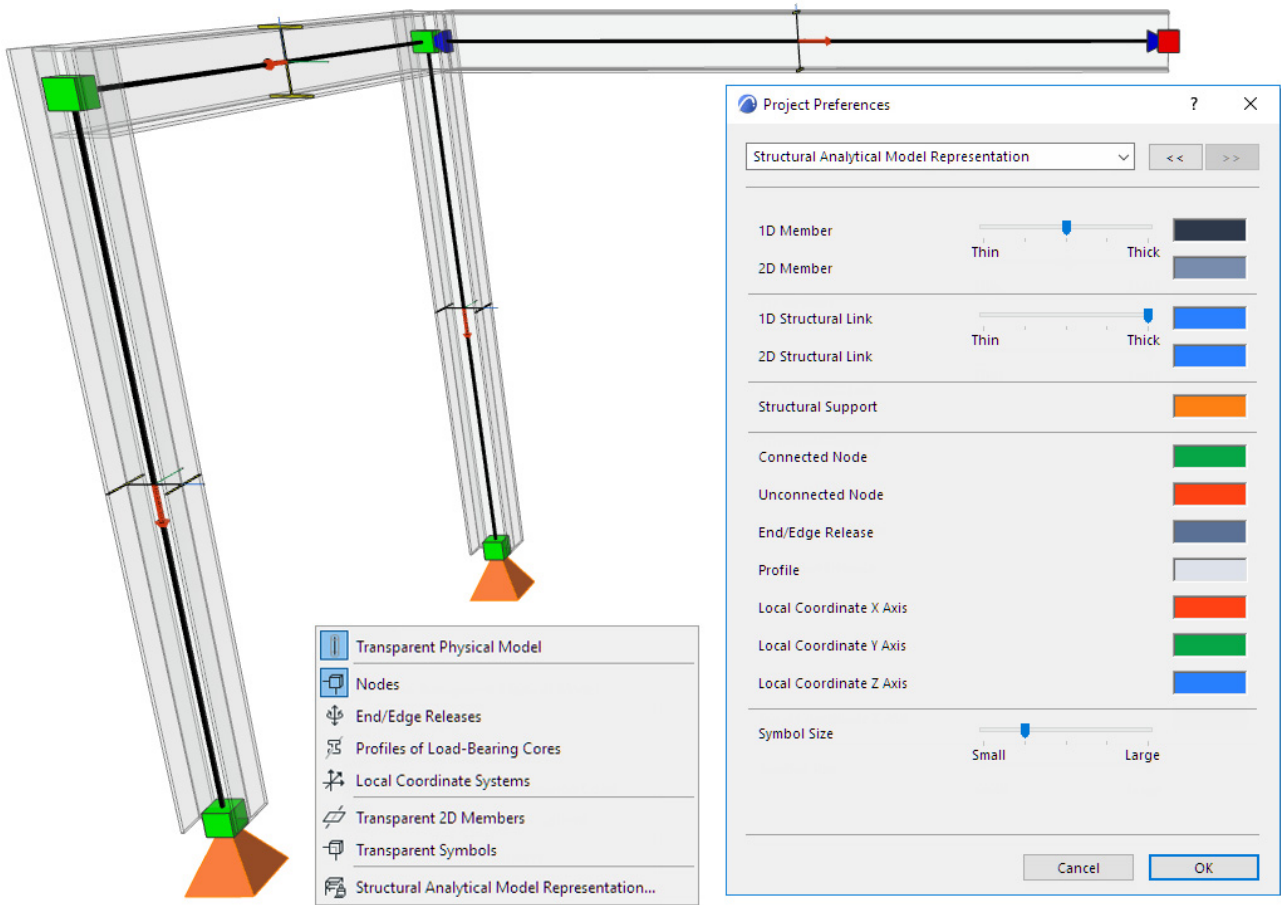 Project Preferences
?
Structural Analytical Model Representation
<<
>>
1D Member
Thin
Thick
2D Member
1D Structural Link
Thin
Thick
2D Structural Link
Structural Support
Connected Node
Unconnected Node
End/Edge Release
Profile
Local Coordinate X Axis
Local Coordinate Y Axis
Local Coordinate Z Axis
Symbol Size
Small
Large
Cancel
OK
Transparent Physical Model
Nodes
End/Edge Releases
Profiles of Load-Bearing Cores
Local Coordinate Systems
Transparent 2D Members
Transparent Symbols
Structural Analytical Model Representation...